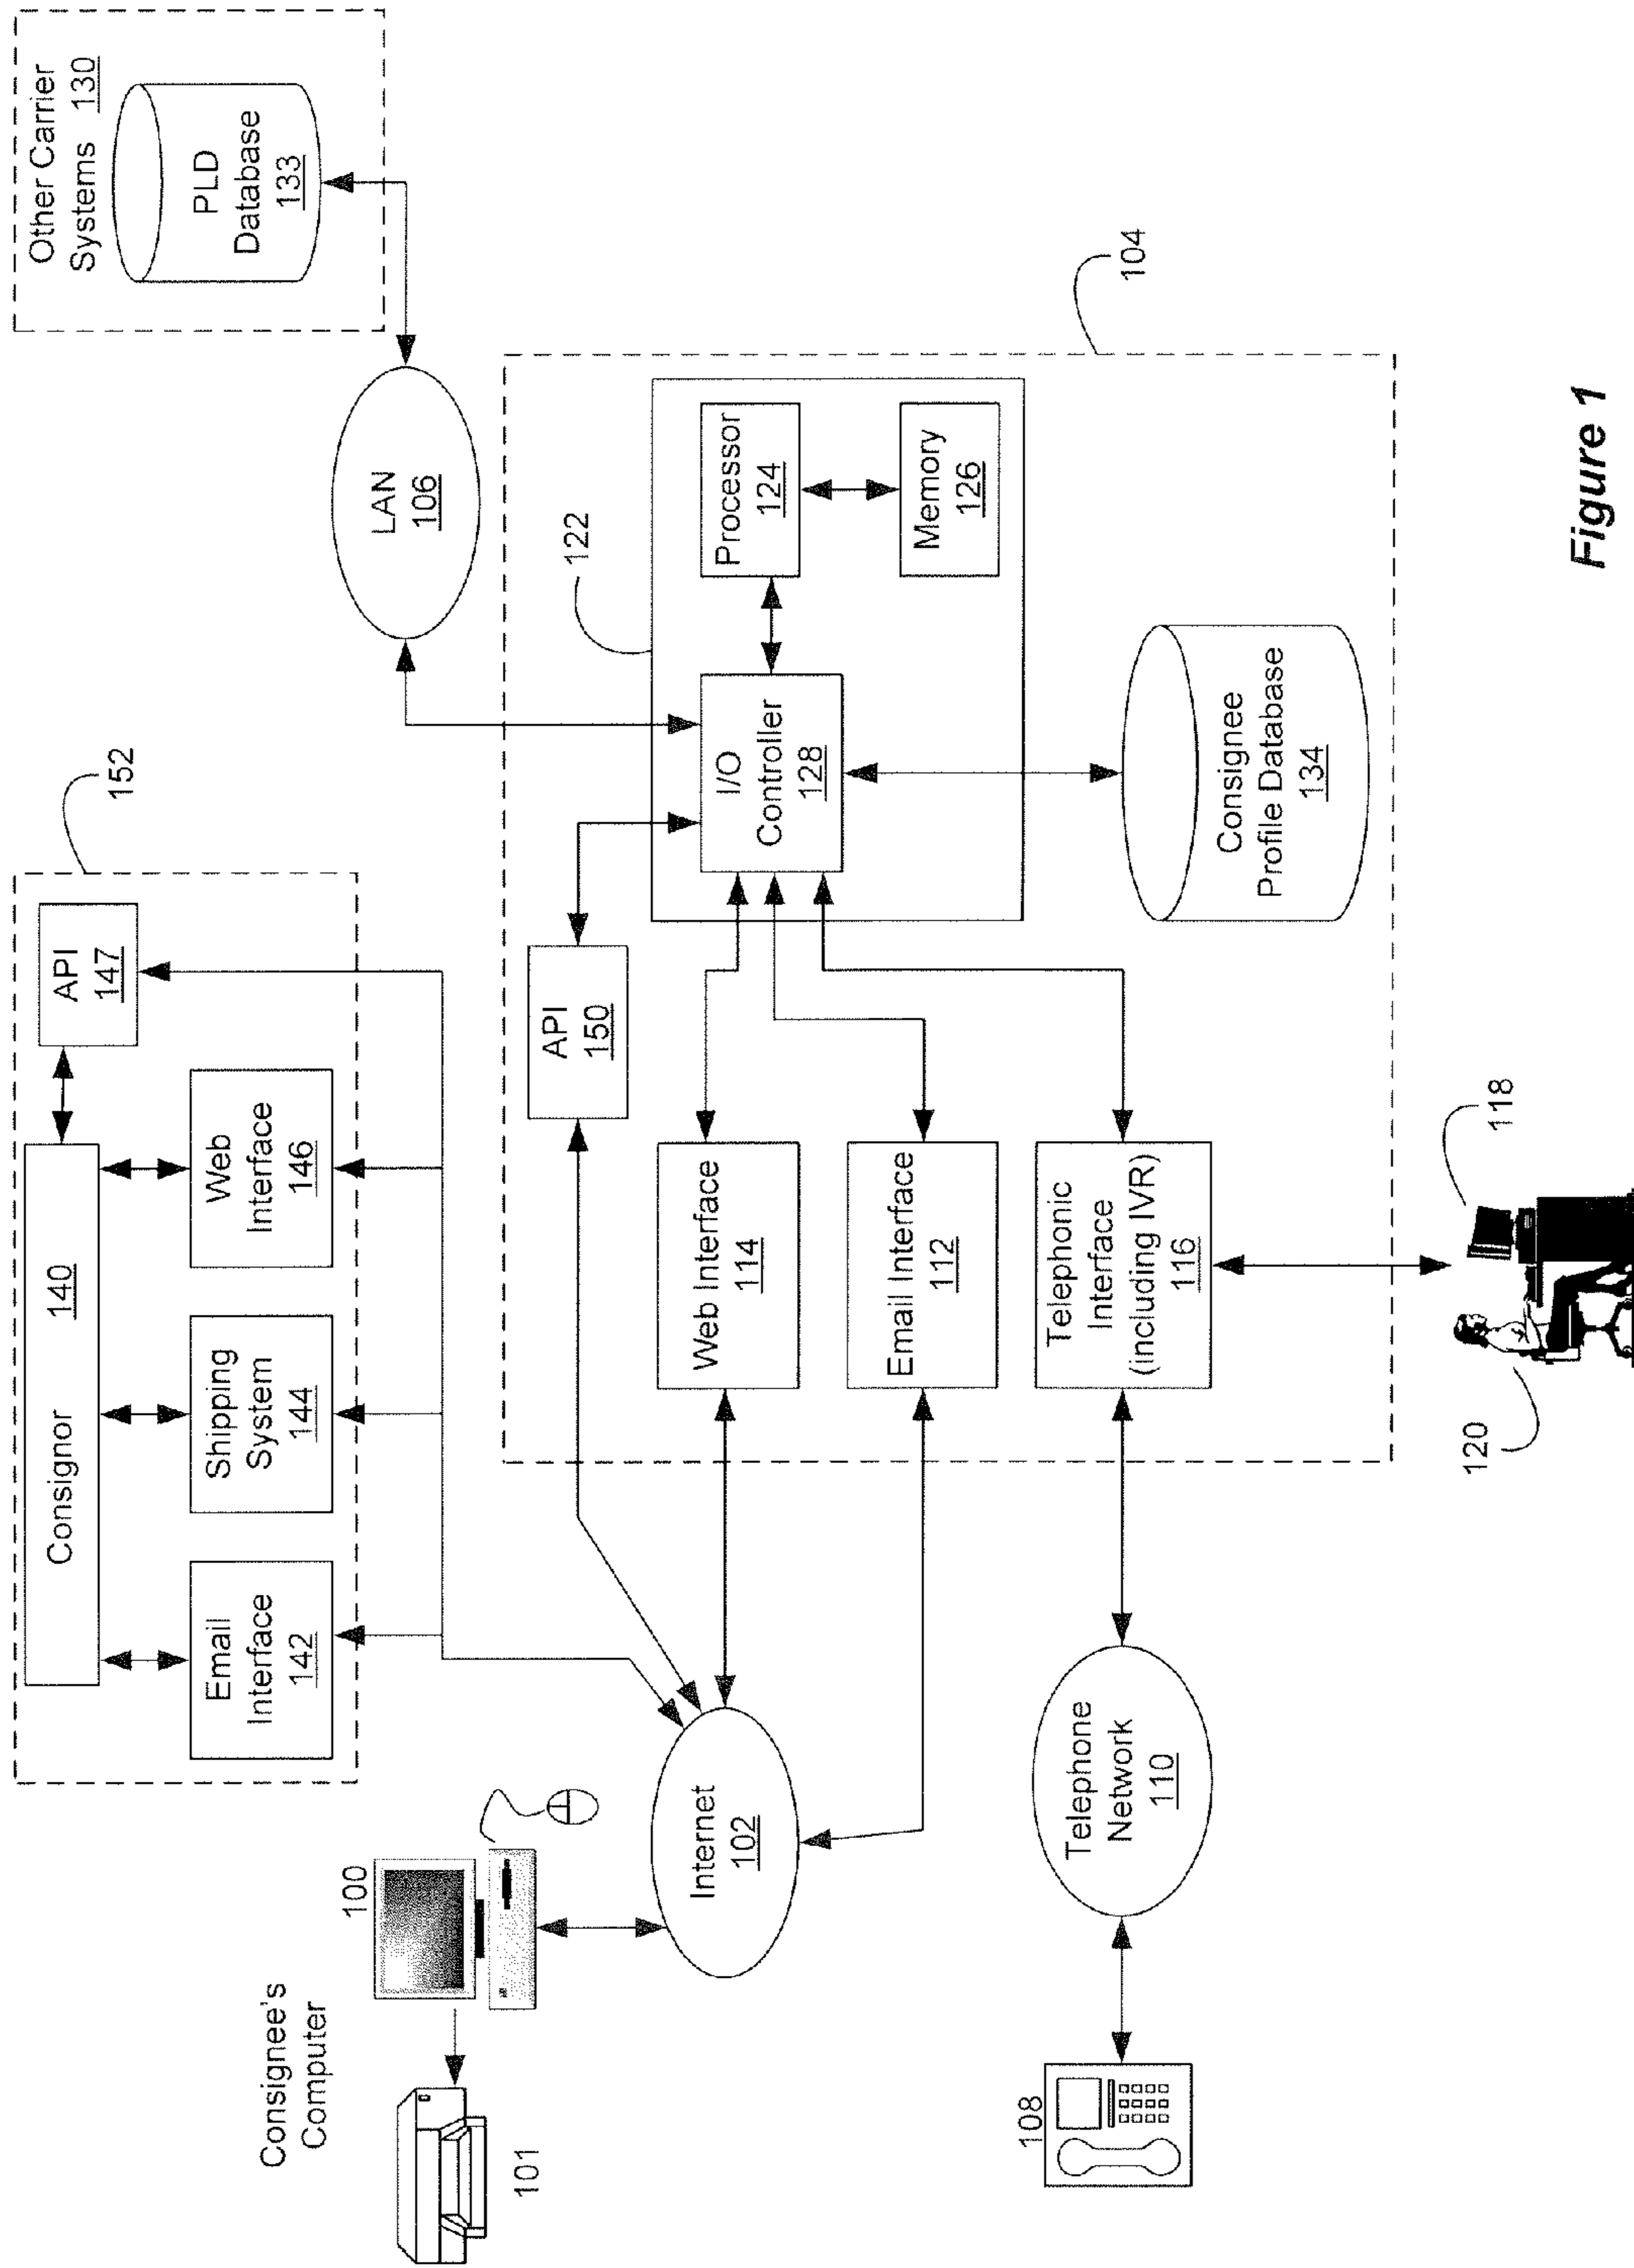 Consignee's
Computer
100
101
Consignor 140
Email
Interface
142
Shipping
System
144
Web
Interface
146
API
147
152
Other Carrier
Systems 130
PLD
Database
133
LAN
106
Internet
102
API
150
122
I/O
Controller
128
Processor
124
Memory
126
104
Web Interface
114
Email Interface
112
Telephonic
Interface
(including IVR)
116
Consignee
Profile Database
134
108
Telephone
Network
110
120
118
Figure 1